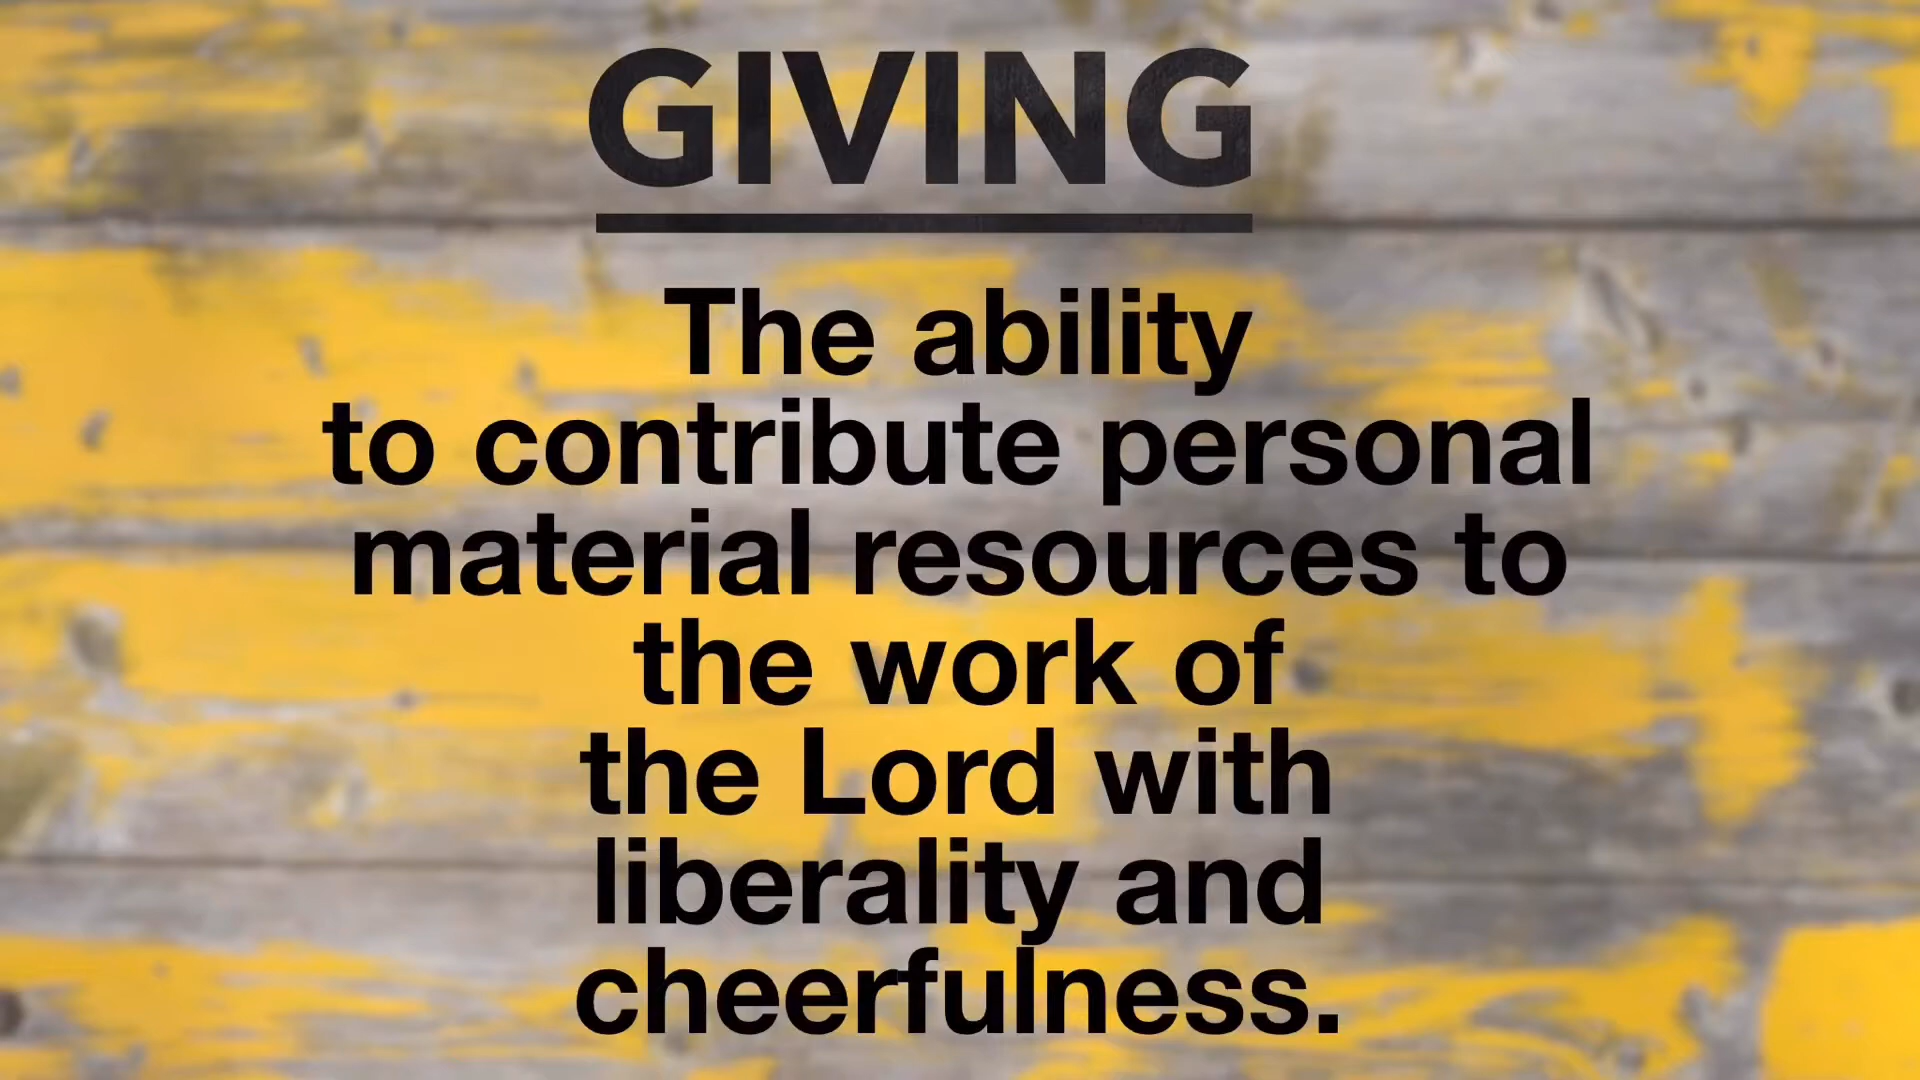 GIVING
The ability
to contribute personal
material resources to
the work of
the Lord with
liberality and
cheerfulness.